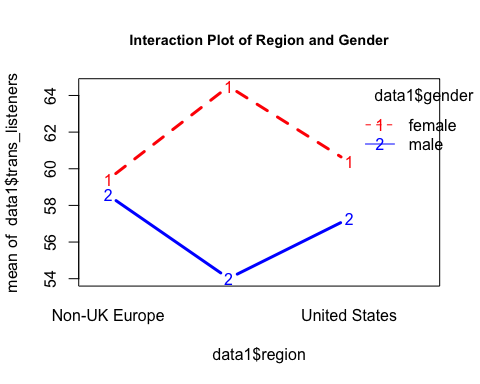 Interaction Plot of Region and Gender
mean of  data1$trans_listeners
64
62
60
58
56
54
1
1
1
2
2
2
data1$gender
1 female
2 male
Non-UK Europe
United States
data1$region